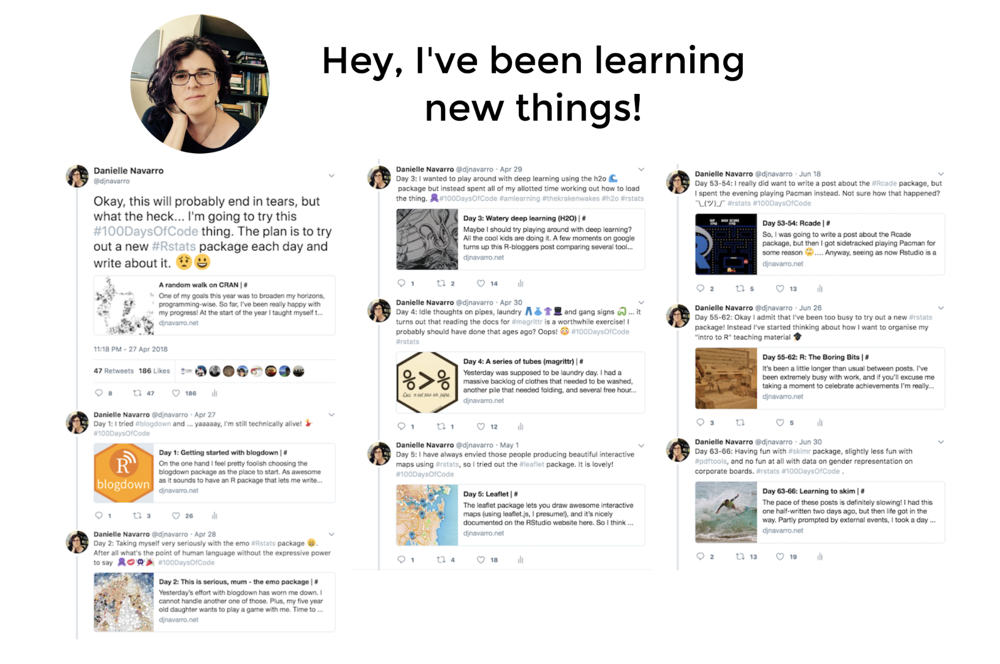 Hey, I've been learning
new things!
Danielle Navarro
@djnavarro
Okay, this will probably end in tears, but
what the heck... I'm going to try this
#100DaysOfCode thing. The plan is to try
out a new #Rstats package each day and
write about it. 😟😀
A random walk on CRAN | #
One of my goals this year was to broaden my horizons,
programming-wise. So far, I've been really happy with
my progress! At the start of the year I taught myself t...
djnavarro.net
11:18 PM - 27 Apr 2018
47 Retweets 186 Likes
8 47 186
Danielle Navarro @djnavarro · Apr 27
Day 1: I tried #blogdown and ... yaaaaay, I'm still technically alive! 💃
#100DaysOfCode
R
blogdown
Day 1: Getting started with blogdown | #
On the one hand I feel pretty foolish choosing the
blogdown package as the place to start. As awesome
as it sounds to have an R package that lets me write...
djnavarro.net
1 3 26
Danielle Navarro @djnavarro · Apr 28
Day 2: Taking myself very seriously with the emo #Rstats package 😁.
After all what's the point of human language without the expressive power
to say 🐙💋👾🎉 #100DaysOfCode
Day 2: This is serious, mum - the emo package | #
Yesterday's effort with blogdown has worn me down. I
cannot handle another one of those. Plus, my five year
old daughter wants to play a game with me. Time to ...
djnavarro.net
Danielle Navarro @djnavarro · Apr 29
Day 3: I wanted to play around with deep learning using the h2o 🌊
package but instead spent all of my allotted time working out how to load
the thing. 🐙#100DaysOfCode #amlearning #thekrakenwakes #h2o #rstats
Day 3: Watery deep learning (H2O) | #
Maybe I should try playing around with deep learning?
All the cool kids are doing it. A few moments on google
turns up this R-bloggers post comparing several tool...
djnavarro.net
1 2 14
Danielle Navarro @djnavarro · Apr 30
Day 4: Idle thoughts on pipes, laundry 👖👗👚🎩 and gang signs 🐍 ... it
turns out that reading the docs for #magrittr is a worthwhile exercise! I
probably should have done that ages ago? Oops! 😳 #100DaysOfCode
#rstats
%>%
Ceci n'est pas un pipe.
Day 4: A series of tubes (magrittr) | #
Yesterday was supposed to be laundry day. I had a
massive backlog of clothes that needed to be washed,
another pile that needed folding, and several free hour...
djnavarro.net
1 1 12
Danielle Navarro @djnavarro · May 1
Day 5: I have always envied those people producing beautiful interactive
maps using #rstats, so I tried out the #leaflet package. It is lovely!
#100DaysOfCode
Day 5: Leaflet | #
The leaflet package lets you draw awesome interactive
maps (using leaflet.js, I presume!), and it's nicely
documented on the RStudio website here. So I think ...
djnavarro.net
1 4 18
Danielle Navarro @djnavarro · Jun 18
Day 53-54: I really did want to write a post about the #Rcade package, but
I spent the evening playing Pacman instead. Not sure how that happened?
¯\_(ツ)_/¯ #rstats #100DaysOfCode
1UP HIGH SCORE
1190 1190
Day 53-54: Rcade | #
So, I was going to write a post about the Rcade
package, but then I got sidetracked playing Pacman for
some reason 🙄.... Anyway, seeing as now Rstudio is a
djnavarro.net
2 5 13
Danielle Navarro @djnavarro · Jun 26
Day 55-62: Okay I admit that I've been too busy to try out a new #rstats
package! Instead I've started thinking about how I want to organise my
"intro to R" teaching material 🎓
Day 55-62: R: The Boring Bits | #
It's been a little longer than usual between posts. I've
been extremely busy with work, and if you'll excuse me
taking a moment to celebrate achievements I'm really...
djnavarro.net
3 5
Danielle Navarro @djnavarro · Jun 30
Day 63-66: Having fun with #skimr package, slightly less fun with
#pdftools, and no fun at all with data on gender representation on
corporate boards. #rstats #100DaysOfCode .
Day 63-66: Learning to skim | #
The pace of these posts is definitely slowing! I had this
one half-written two days ago, but then life got in the
way. Partly prompted by external events, I took a day ...
djnavarro.net
2 13 19